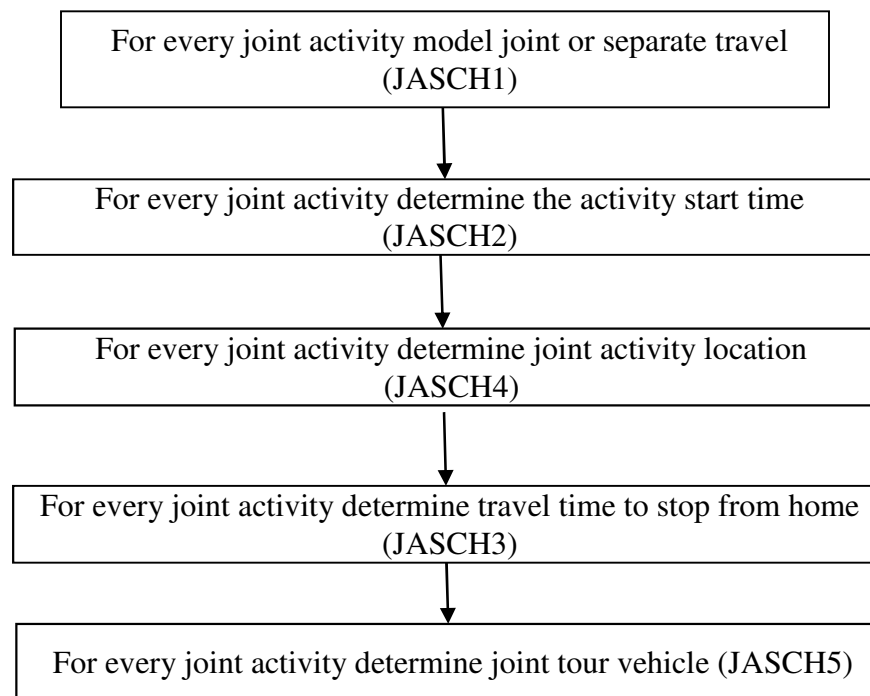 For every joint activity model joint or separate travel
(JASCH1)
For every joint activity determine the activity start time
(JASCH2)
For every joint activity determine joint activity location
(JASCH4)
For every joint activity determine travel time to stop from home
(JASCH3)
For every joint activity determine joint tour vehicle (JASCH5)